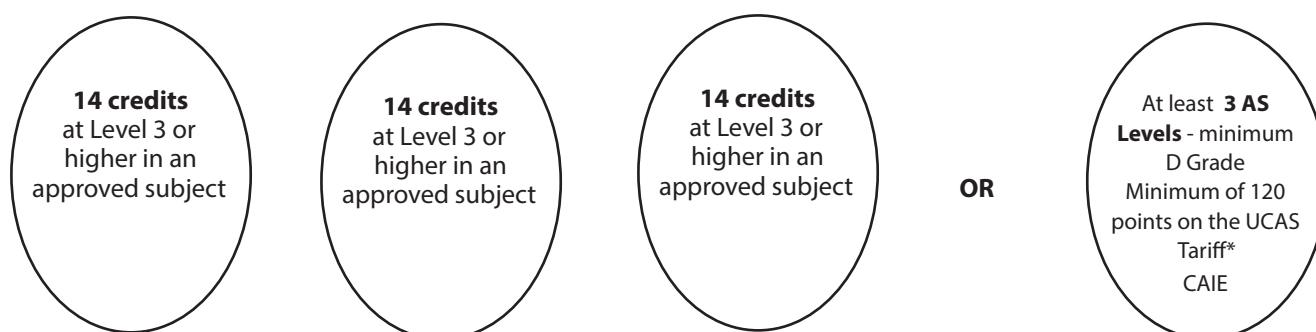 14 credits
at Level 3 or
higher in an
approved subject
14 credits
at Level 3 or
higher in an
approved subject
14 credits
at Level 3 or
higher in an
approved subject
OR
At least 3 AS
Levels - minimum
D Grade
Minimum of 120
points on the UCAS
Tariff*
CAIE